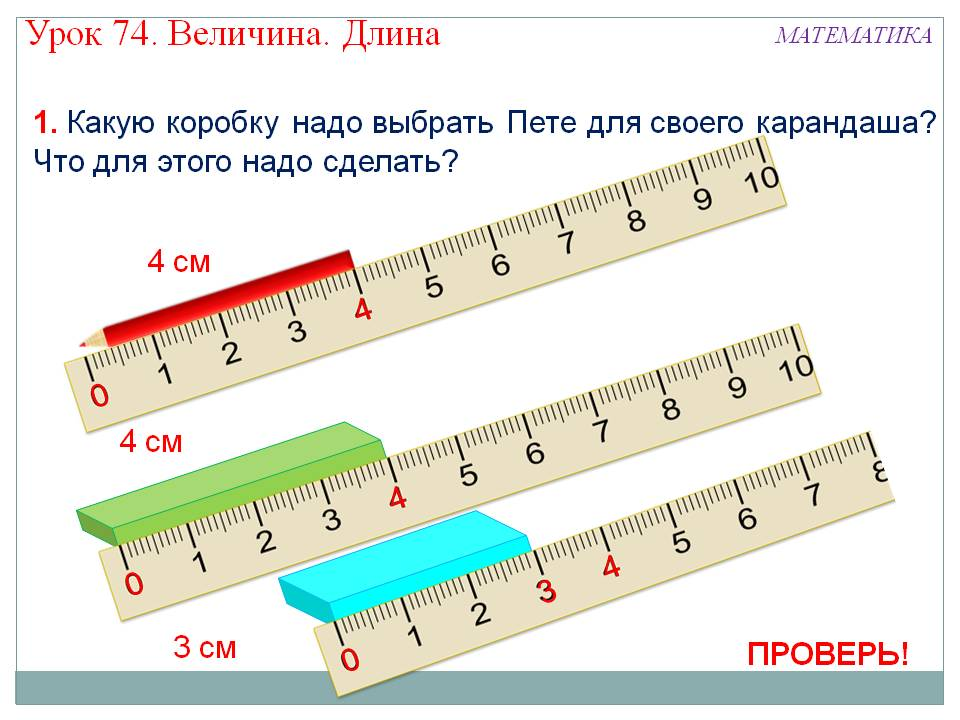 Урок 74. Величина. Длина
МАТЕМАТИКА
1. Какую коробку надо выбрать Пете для своего карандаша?
Что для этого надо сделать?
4 см
0 1 2 3 4 5 6 7 8 9 10
4 см
0 1 2 3 4 5 6 7 8 9 10
3 см
0 1 2 3 4 5 6 7 8
ПРОВЕРЬ!